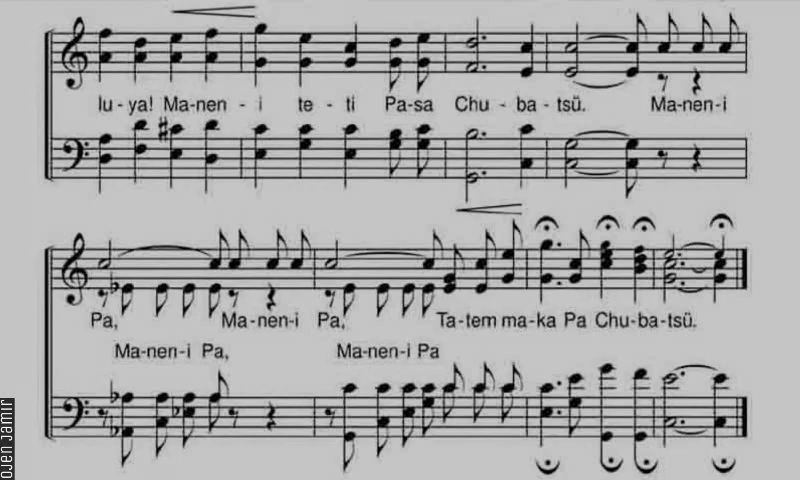 lu-ya! Ma-nen - i te - ti Pa-sa Chu - ba - tsü. Ma-nen-i
Pa, Ma-nen-i Pa, Ta-tem ma-ka Pa Chu-ba-tsü.
Ma-nen-i Pa, Ma-nen-i Pa
Ojen Jamir